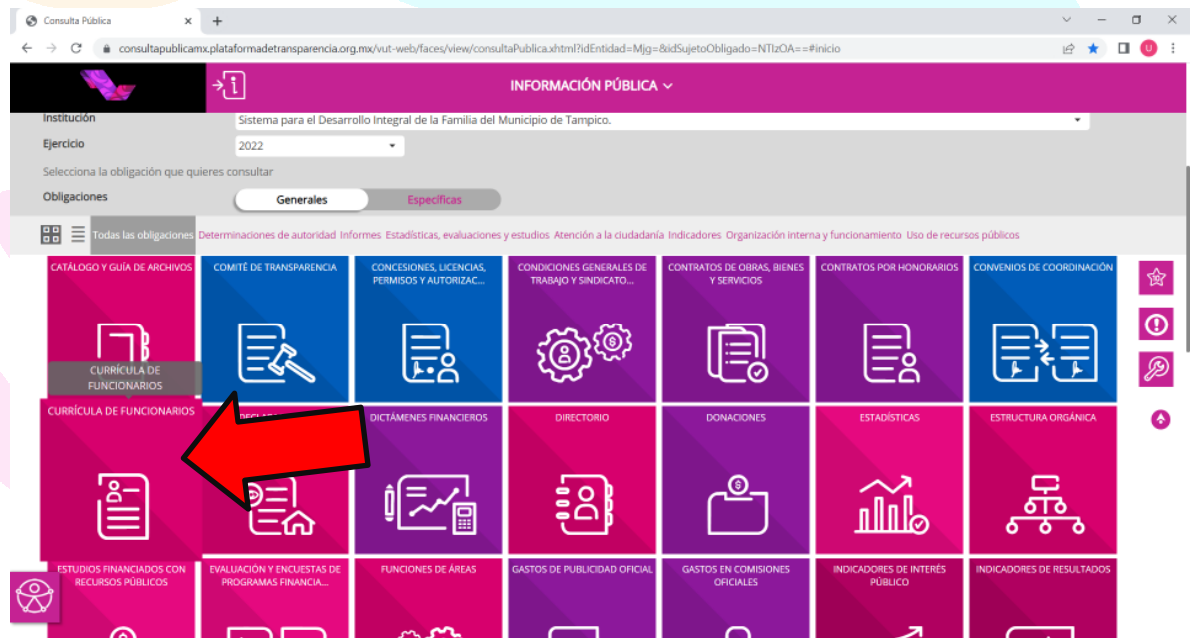 Consulta Pública
consultapublicamx.plataformadetransparencia.org.mx/vut-web/faces/view/consultaPublica.xhtml?idEntidad=Mjg=&idSujetoObligado=NTIzOA==#inicio
U
INFORMACIÓN PÚBLICA
Institución
Sistema para el Desarrollo Integral de la Familia del Municipio de Tampico.
Ejercicio
2022
Selecciona la obligación que quieres consultar
Obligaciones
Generales
Específicas
Todas las obligaciones Determinaciones de autoridad Informes Estadísticas, evaluaciones y estudios Atención a la ciudadanía Indicadores Organización interna y funcionamiento Uso de recursos públicos
CATÁLOGO Y GUÍA DE ARCHIVOS
COMITÉ DE TRANSPARENCIA
CONCESIONES, LICENCIAS,
PERMISOS Y AUTORIZAC...
CONDICIONES GENERALES DE
TRABAJO Y SINDICATO...
CONTRATOS DE OBRAS, BIENES
Y SERVICIOS
CONTRATOS POR HONORARIOS
CONVENIOS DE COORDINACIÓN
CURRÍCULA DE
FUNCIONARIOS
CURRÍCULA DE FUNCIONARIOS
DICTÁMENES FINANCIEROS
DIRECTORIO
DONACIONES
ESTADÍSTICAS
ESTRUCTURA ORGÁNICA
ESTUDIOS FINANCIADOS CON
RECURSOS PÚBLICOS
EVALUACIÓN Y ENCUESTAS DE
PROGRAMAS FINANCIA...
FUNCIONES DE ÁREAS
GASTOS DE PUBLICIDAD OFICIAL
GASTOS EN COMISIONES
OFICIALES
INDICADORES DE INTERÉS
PÚBLICO
INDICADORES DE RESULTADOS